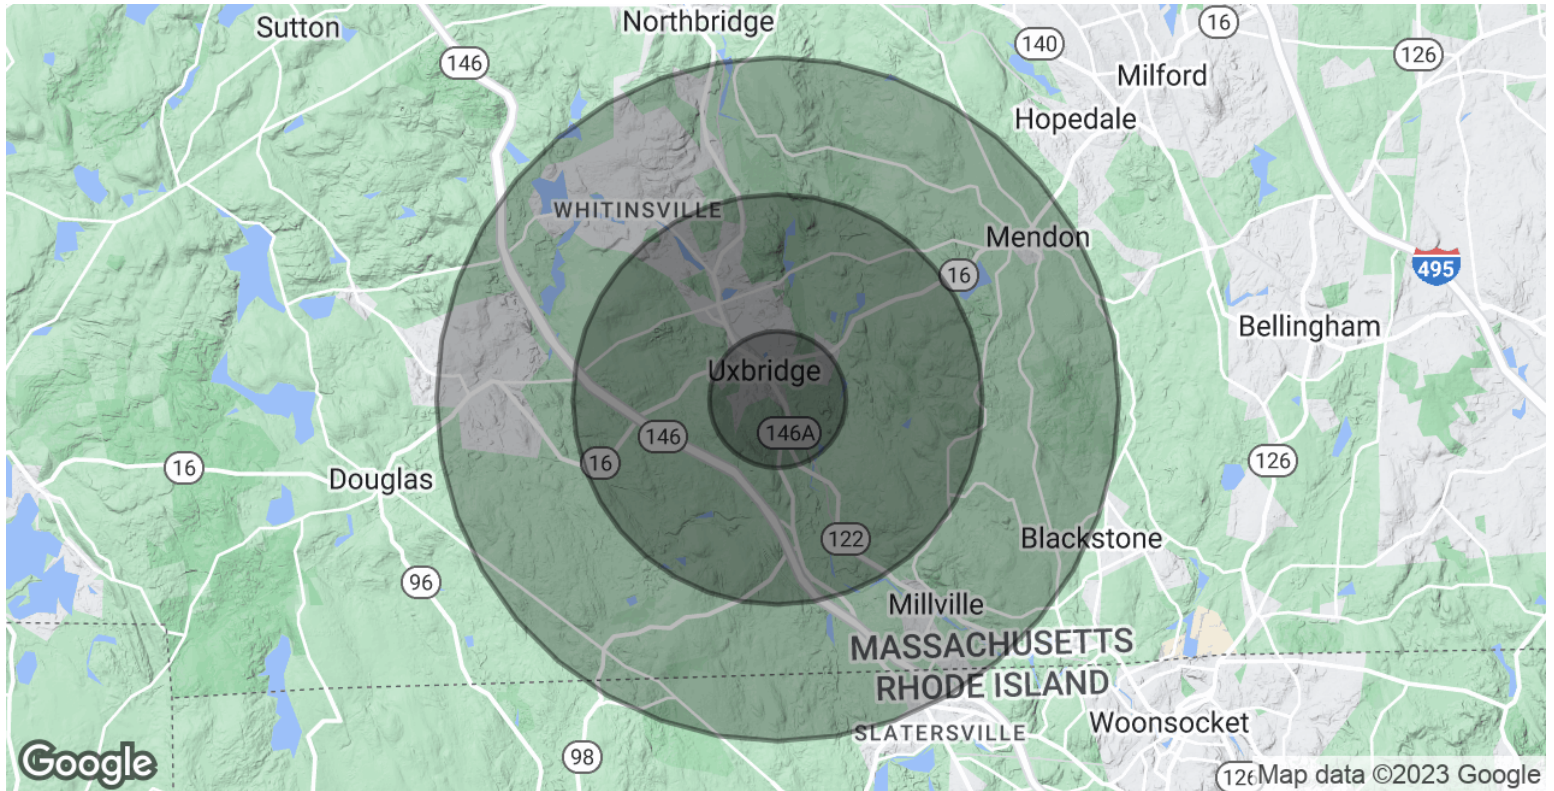 Sutton
Northbridge
16
140
126
146
Milford
Hopedale
WHITINSVILLE
Mendon
16
495
Bellingham
Uxbridge
146A
146
16
126
16
Douglas
122
Blackstone
96
Millville
MASSACHUSETTS
RHODE ISLAND
Woonsocket
SLATERSVILLE
98
Google
126
Map data ©2023 Google